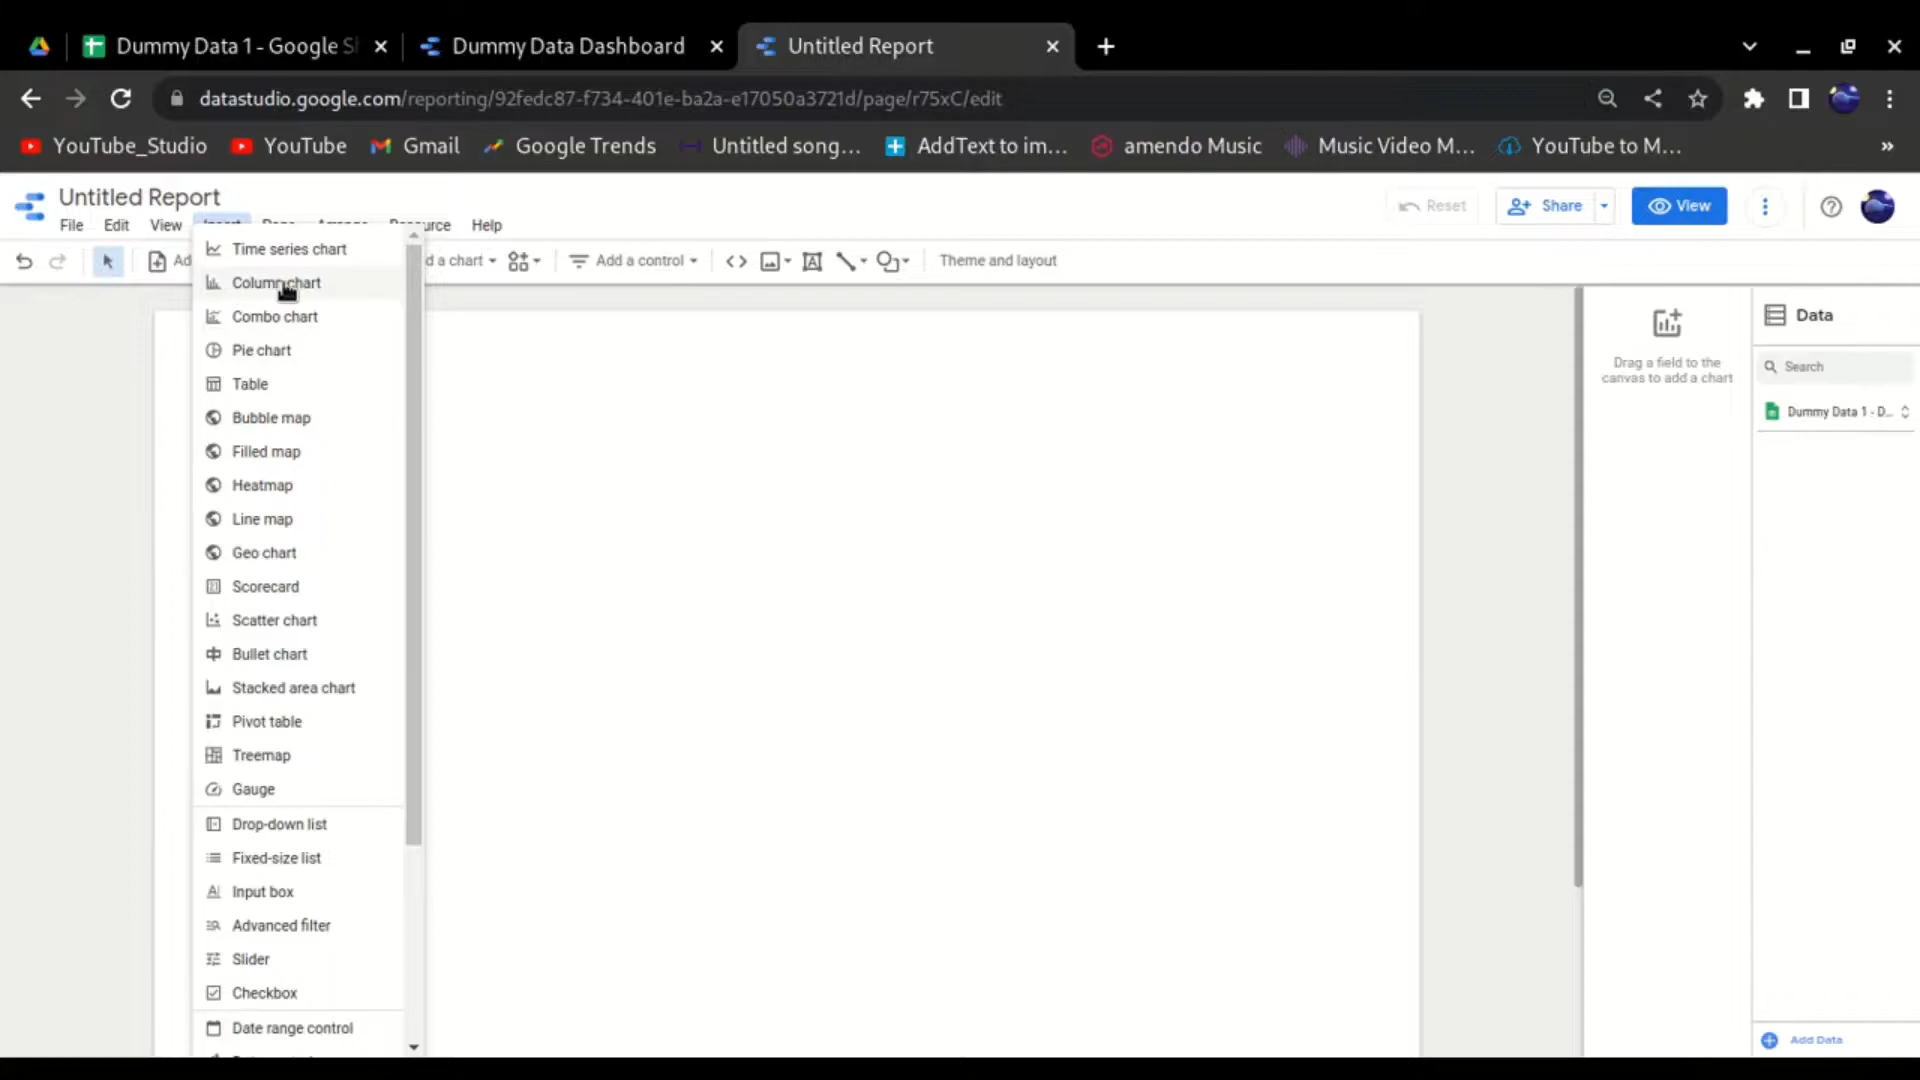 Dummy Data 1 - Google Sh
Dummy Data Dashboard
Untitled Report
datastudio.google.com/reporting/92fedc87-f734-401e-ba2a-e17050a3721d/page/r75xC/edit
YouTube_Studio
YouTube
Gmail
Google Trends
Untitled song...
AddText to im...
amendo Music
Music Video M...
YouTube to M...
Untitled Report
File
Edit
View
Help
Reset
Share
View
d a chart
Add a control
Theme and layout
Time series chart
Column chart
Combo chart
Pie chart
Table
Bubble map
Filled map
Heatmap
Line map
Geo chart
Scorecard
Scatter chart
Bullet chart
Stacked area chart
Pivot table
Treemap
Gauge
Drop-down list
Fixed-size list
Input box
Advanced filter
Slider
Checkbox
Date range control
Drag a field to the
canvas to add a chart
Data
Search
Dummy Data 1 - D...
Add Data